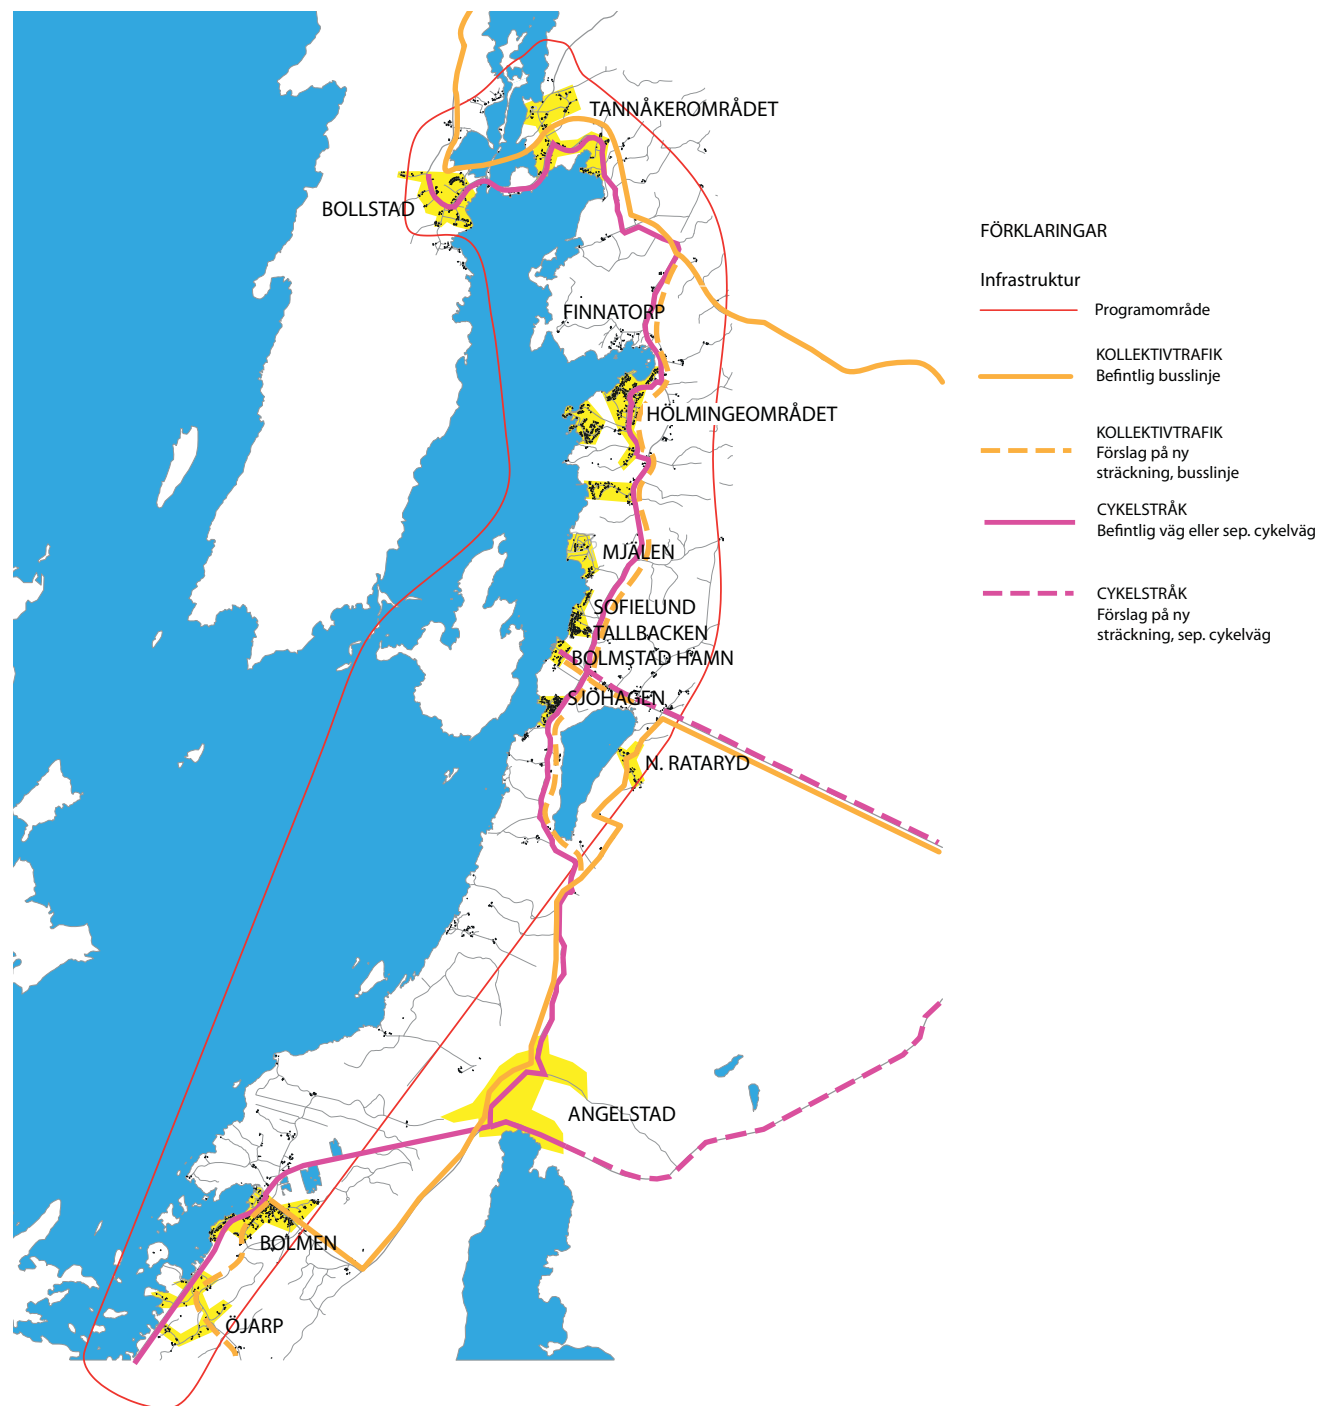 TANNÅKEROMRÅDET
BOLLSTAD
FINNATORP
HÖLMINGEOMRÅDET
MJÄLEN
SOFIELUND
TALLBACKEN
BOLMSTAD HAMN
SJÖHAGEN
N. RATARYD
ANGELSTAD
BOLMEN
ÖJARP
FÖRKLARINGAR
Infrastruktur
Programområde
KOLLEKTIVTRAFIK
Befintlig busslinje
KOLLEKTIVTRAFIK
Förslag på ny
sträckning, busslinje
CYKELSTRÅK
Befintlig väg eller sep. cykelväg
CYKELSTRÅK
Förslag på ny
sträckning, sep. cykelväg